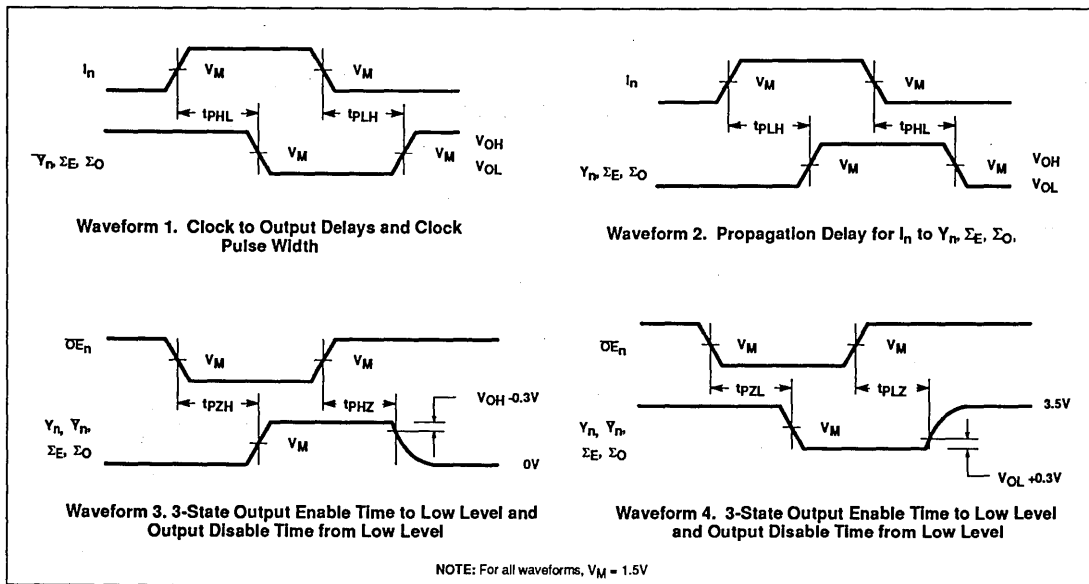 In
VM
VM
tPHL
tPLH
Y̅n, ΣE, ΣO
VM
VM
VOH
VOL
Waveform 1. Clock to Output Delays and Clock
Pulse Width
In
VM
VM
tPLH
tPHL
Yn, ΣE, ΣO
VM
VM
VOH
VOL
Waveform 2. Propagation Delay for In to Yn, ΣE, ΣO,
O̅E̅n
VM
VM
tPZH
tPHZ
VOH -0.3V
Yn, Y̅n,
ΣE, ΣO
VM
0V
Waveform 3. 3-State Output Enable Time to Low Level and
Output Disable Time from Low Level
O̅E̅n
VM
VM
tPZL
tPLZ
3.5V
Yn, Y̅n,
ΣE, ΣO
VM
VOL +0.3V
Waveform 4. 3-State Output Enable Time to Low Level
and Output Disable Time from Low Level
NOTE: For all waveforms, VM = 1.5V